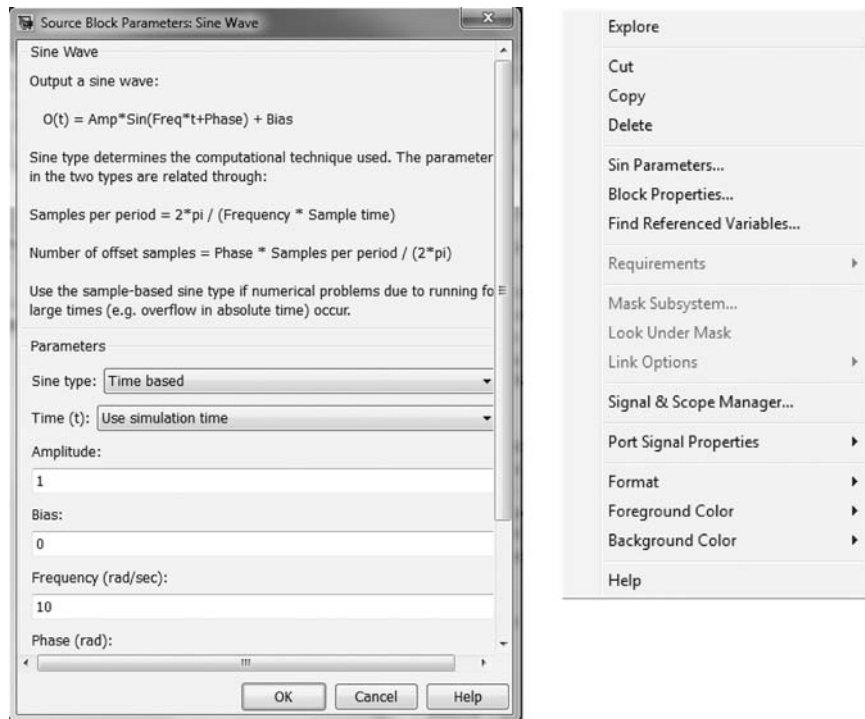 Source Block Parameters: Sine Wave
Sine Wave
Output a sine wave:
O(t) = Amp*Sin(Freq*t+Phase) + Bias
Sine type determines the computational technique used. The parameter
in the two types are related through:
Samples per period = 2*pi / (Frequency * Sample time)
Number of offset samples = Phase * Samples per period / (2*pi)
Use the sample-based sine type if numerical problems due to running fo
large times (e.g. overflow in absolute time) occur.
Parameters
Sine type: Time based
Time (t): Use simulation time
Amplitude:
1
Bias:
0
Frequency (rad/sec):
10
Phase (rad):
OK Cancel Help
Explore
Cut
Copy
Delete
Sin Parameters...
Block Properties...
Find Referenced Variables...
Requirements
Mask Subsystem...
Look Under Mask
Link Options
Signal & Scope Manager...
Port Signal Properties
Format
Foreground Color
Background Color
Help